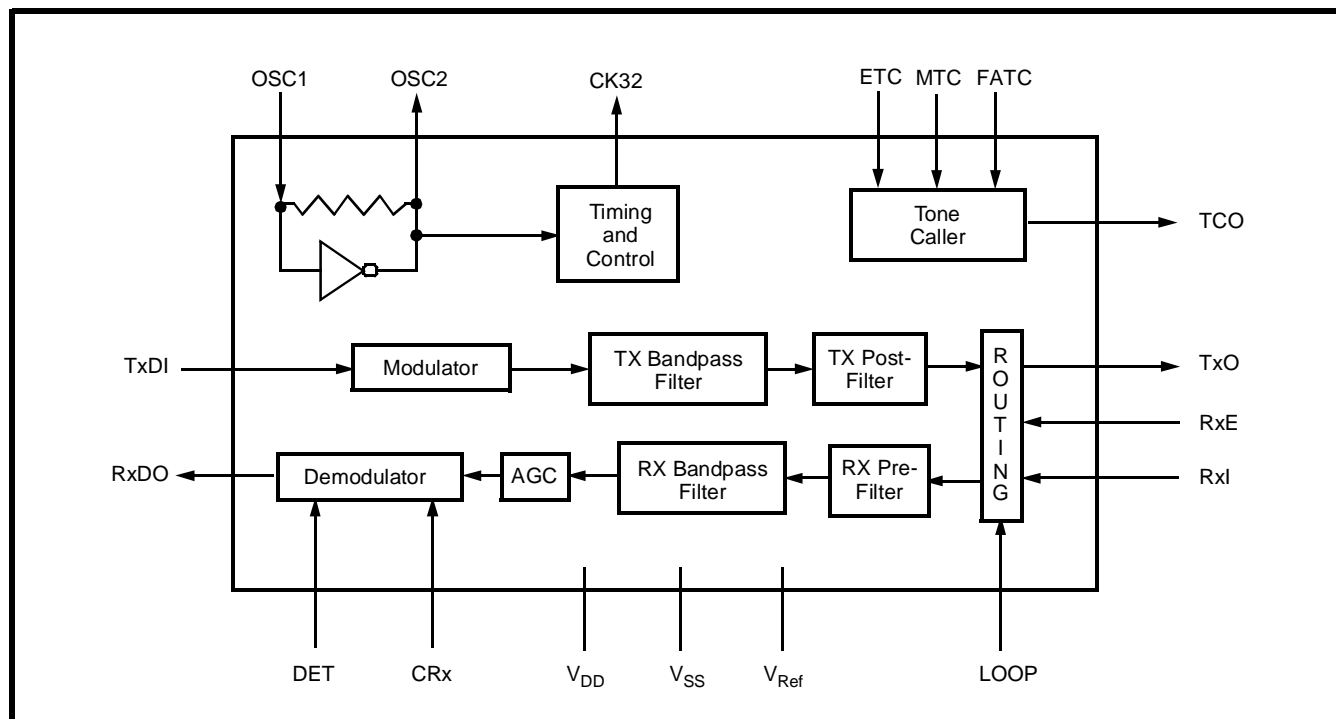 OSC1
OSC2
CK32
ETC
MTC
FATC
Timing
and
Control
Tone
Caller
TCO
TxDI
Modulator
TX Bandpass
Filter
TX Post-
Filter
ROUTING
TxO
RxE
RxDO
Demodulator
AGC
RX Bandpass
Filter
RX Pre-
Filter
RxI
DET
CRx
VDD
VSS
VRef
LOOP